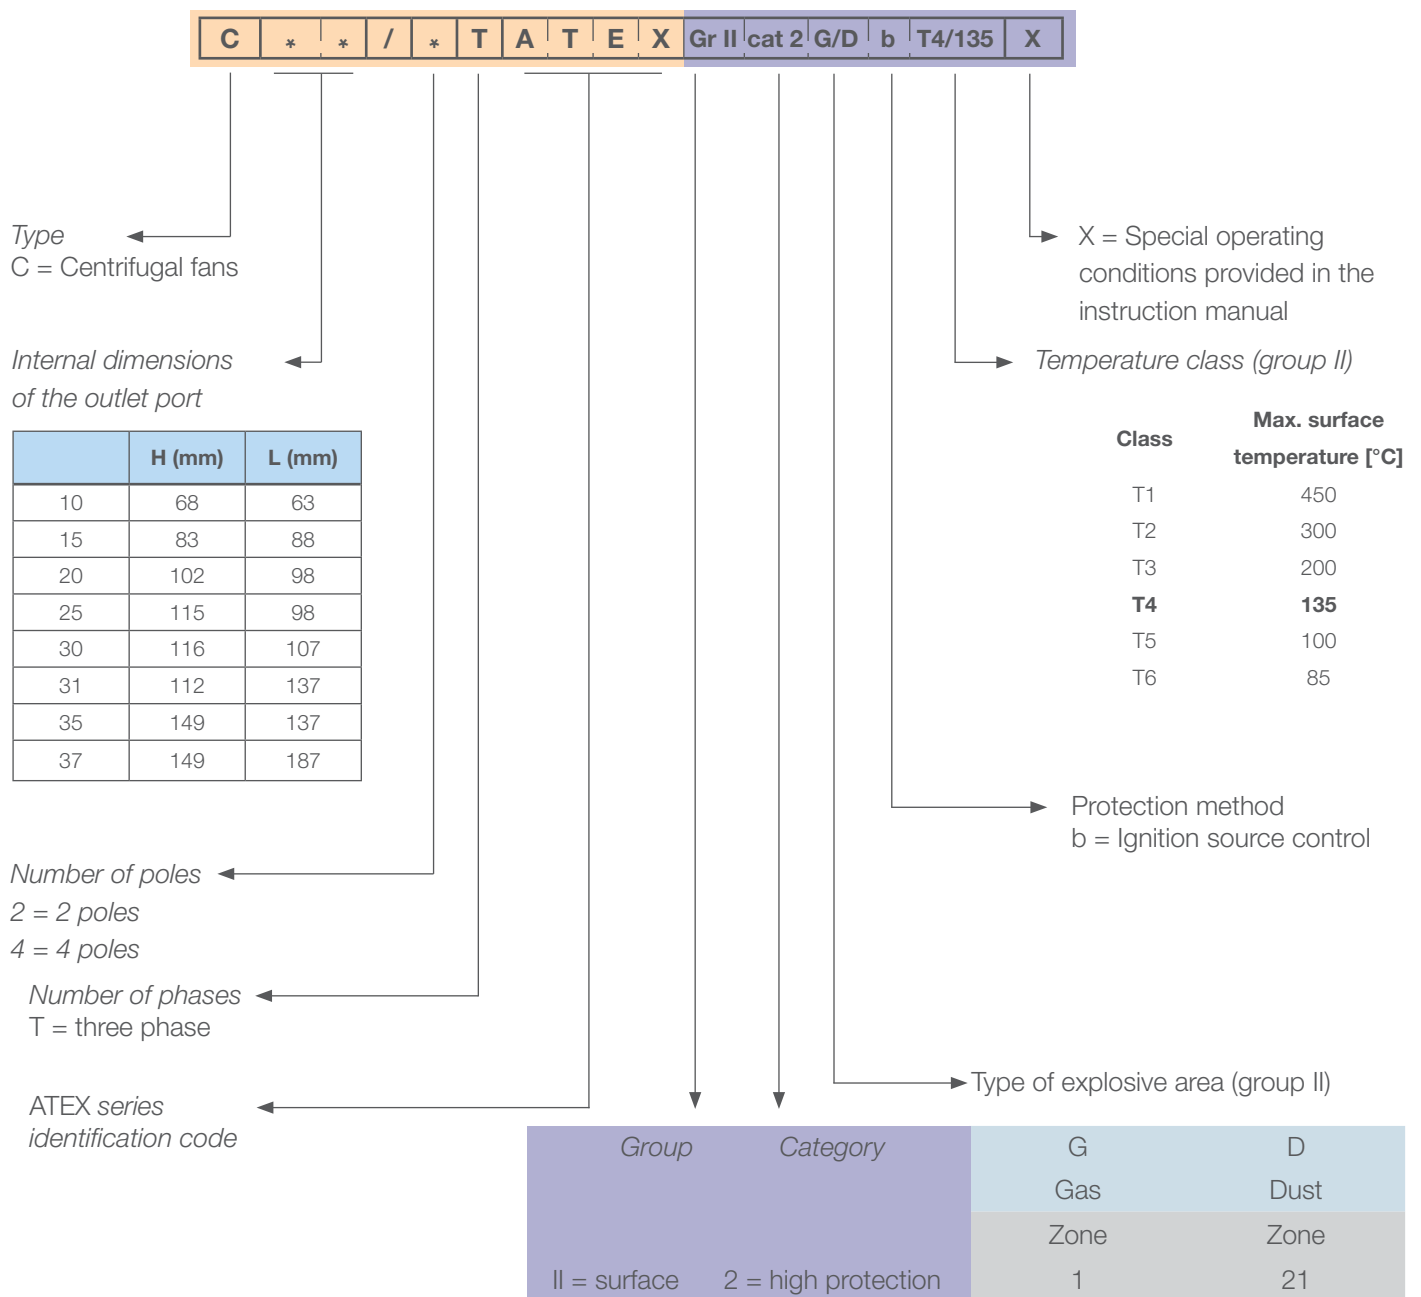 C * * / * T A T E X Gr II cat 2 G/D b T4/135 X
Type
C = Centrifugal fans
Internal dimensions
of the outlet port
H (mm) L (mm)
10 68 63
15 83 88
20 102 98
25 115 98
30 116 107
31 112 137
35 149 137
37 149 187
Number of poles
2 = 2 poles
4 = 4 poles
Number of phases
T = three phase
ATEX series
identification code
X = Special operating
conditions provided in the
instruction manual
Temperature class (group II)
Class Max. surface
temperature [°C]
T1 450
T2 300
T3 200
T4 135
T5 100
T6 85
Protection method
b = Ignition source control
Type of explosive area (group II)
Group Category G D
Gas Dust
Zone Zone
II = surface 2 = high protection 1 21